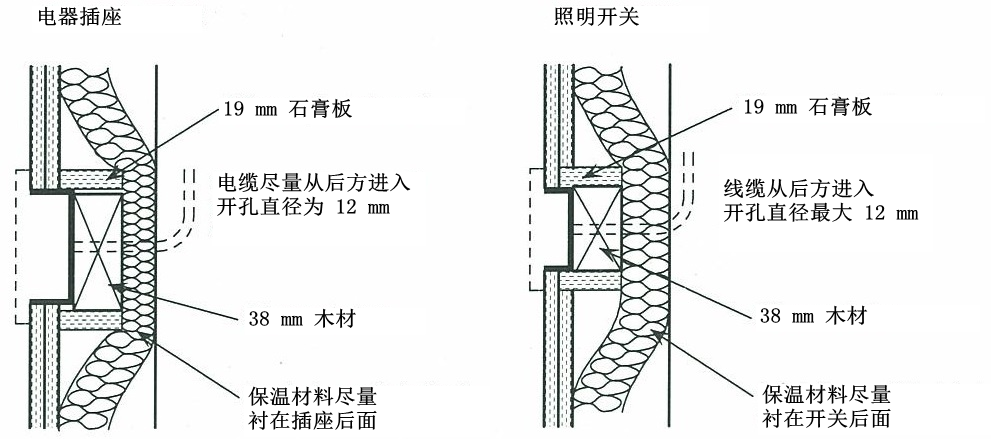 电器插座
19 mm 石膏板
电缆尽量从后方进入
开孔直径为 12 mm
38 mm 木材
保温材料尽量
衬在插座后面
照明开关
19 mm 石膏板
线缆从后方进入
开孔直径最大 12 mm
38 mm 木材
保温材料尽量
衬在开关后面